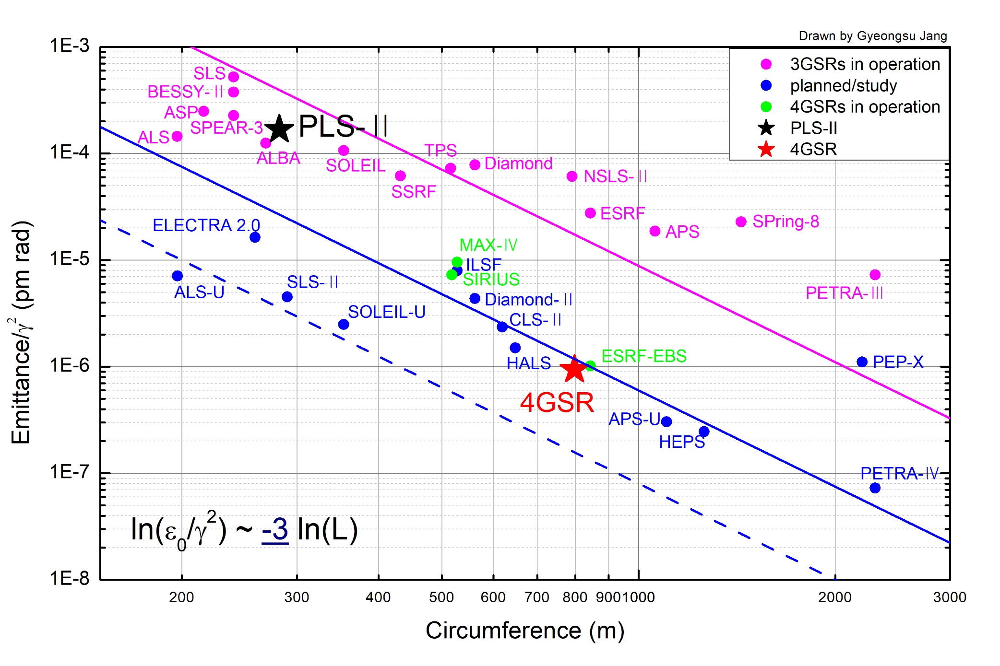 Drawn by Gyeongsu Jang
1E-3
1E-4
1E-5
1E-6
1E-7
1E-8
Emittance/γ² (pm rad)
3GSRs in operation
planned/study
4GSRs in operation
PLS-II
4GSR
SLS
BESSY-Ⅱ
ASP
SPEAR-3
ALS
PLS-Ⅱ
ALBA
SOLEIL
TPS
Diamond
SSRF
NSLS-Ⅱ
ESRF
SPring-8
APS
ELECTRA 2.0
MAX-Ⅳ
ILSF
SIRIUS
ALS-U
SLS-Ⅱ
Diamond-Ⅱ
PETRA-Ⅲ
SOLEIL-U
CLS-Ⅱ
HALS
ESRF-EBS
PEP-X
4GSR
APS-U
HEPS
PETRA-Ⅳ
ln(ε₀/γ²) ~ -3 ln(L)
200 300 400 500 600 700 800 900 1000 2000 3000
Circumference (m)